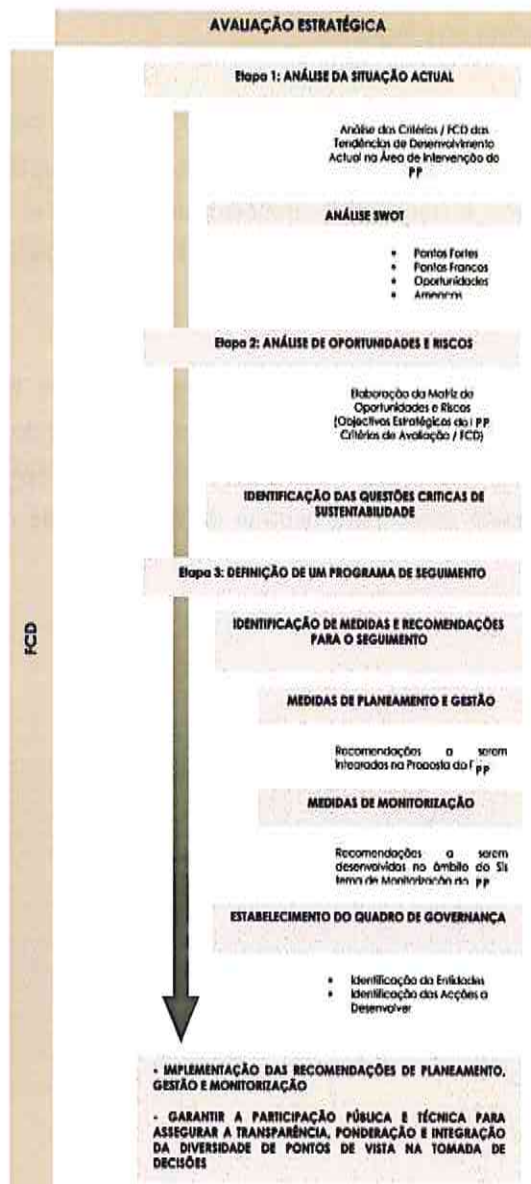 AVALIAÇÃO ESTRATÉGICA
FCD
Etapa 1: ANÁLISE DA SITUAÇÃO ACTUAL
Análise dos Critérios / FCD das
Tendências de Desenvolvimento
Actual na Área de Intervenção do
PP
ANÁLISE SWOT
• Pontos Fortes
• Pontos Francos
• Oportunidades
• Ameaças
Etapa 2: ANÁLISE DE OPORTUNIDADES E RISCOS
Elaboração da Matriz de
Oportunidades e Riscos
(Objectivos Estratégicos do PP
Critérios de Avaliação / FCD)
IDENTIFICAÇÃO DAS QUESTÕES CRITICAS DE
SUSTENTABILIDADE
Etapa 3: DEFINIÇÃO DE UM PROGRAMA DE SEGUIMENTO
IDENTIFICAÇÃO DE MEDIDAS E RECOMENDAÇÕES
PARA O SEGUIMENTO
MEDIDAS DE PLANEAMENTO E GESTÃO
Recomendações a serem
Integradas na Proposta do PP
MEDIDAS DE MONITORIZAÇÃO
Recomendações a serem
desenvolvidas no âmbito do Sis
tema de Monitorização do PP
ESTABELECIMENTO DO QUADRO DE GOVERNANÇA
• Identificação da Entidades
• Identificação das Acções a
Desenvolver
- IMPLEMENTAÇÃO DAS RECOMENDAÇÕES DE PLANEAMENTO,
GESTÃO E MONITORIZAÇÃO
- GARANTIR A PARTICIPAÇÃO PÚBLICA E TÉCNICA PARA
ASSEGURAR A TRANSPARÊNCIA, PONDERAÇÃO E INTEGRAÇÃO
DA DIVERSIDADE DE PONTOS DE VISTA NA TOMADA DE
DECISÕES